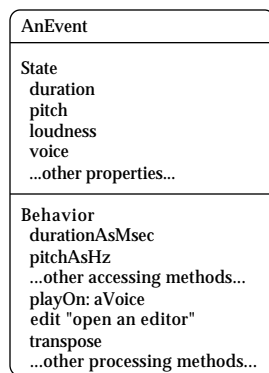 AnEvent
State
duration
pitch
loudness
voice
...other properties...
Behavior
durationAsMsec
pitchAsHz
...other accessing methods...
playOn: aVoice
edit "open an editor"
transpose
...other processing methods...